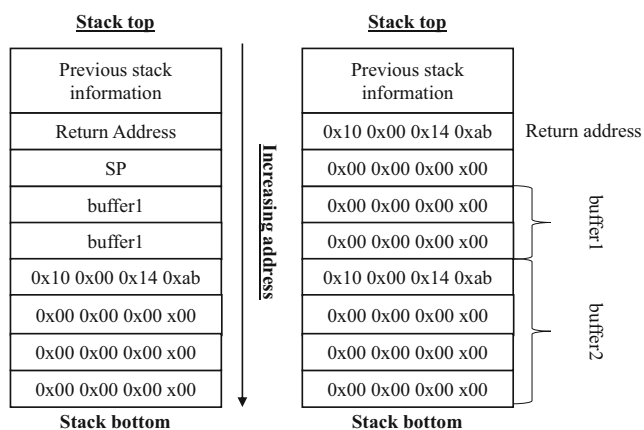 Stack top
Previous stack
information
Return Address
SP
buffer1
buffer1
0x10 0x00 0x14 0xab
0x00 0x00 0x00 x00
0x00 0x00 0x00 x00
0x00 0x00 0x00 x00
Stack bottom
Increasing address
Stack top
Previous stack
information
0x10 0x00 0x14 0xab
Return address
0x00 0x00 0x00 x00
0x00 0x00 0x00 x00
0x00 0x00 0x00 x00
buffer1
0x10 0x00 0x14 0xab
0x00 0x00 0x00 x00
0x00 0x00 0x00 x00
0x00 0x00 0x00 x00
buffer2
Stack bottom